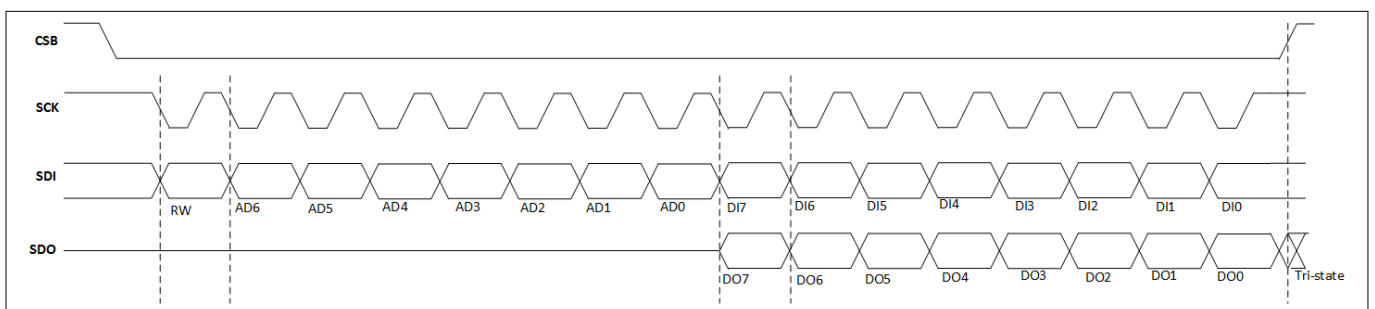 CSB
SCK
SDI
RW AD6 AD5 AD4 AD3 AD2 AD1 AD0 DI7 DI6 DI5 DI4 DI3 DI2 DI1 DI0
SDO
DO7 DO6 DO5 DO4 DO3 DO2 DO1 DO0 Tri-state